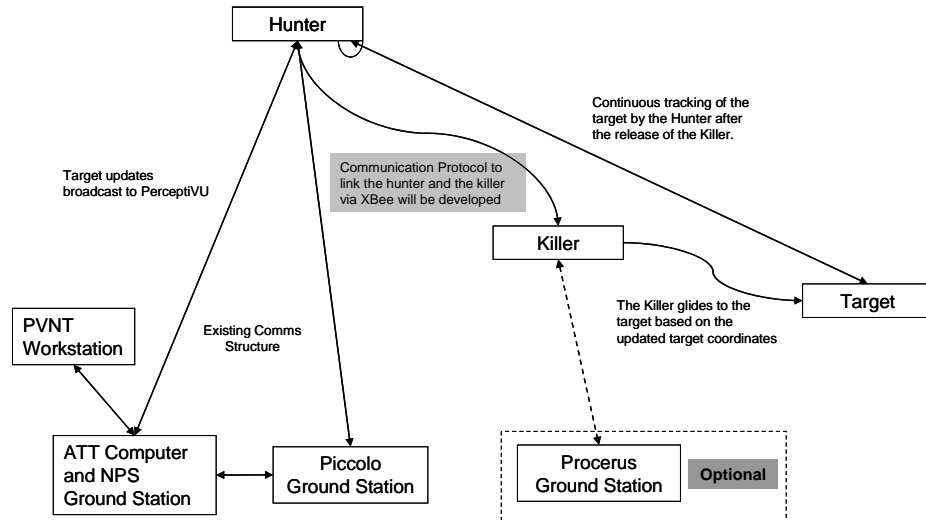 Hunter
Continuous tracking of the
target by the Hunter after
the release of the Killer.
Target updates
broadcast to PerceptiVU
Communication Protocol to
link the hunter and the killer
via XBee will be developed
Killer
Target
The Killer glides to the
target based on the
updated target coordinates
PVNT
Workstation
Existing Comms
Structure
ATT Computer
and NPS
Ground Station
Piccolo
Ground Station
Procerus
Ground Station
Optional